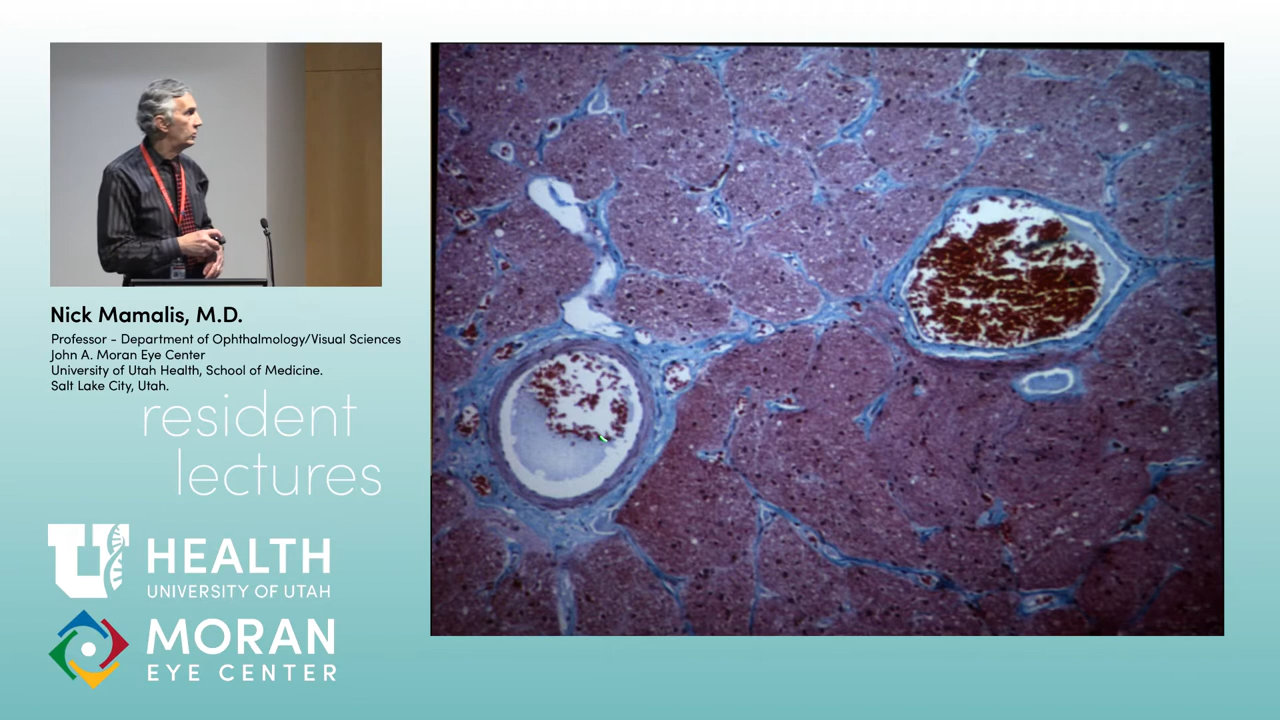 Nick Mamalis, M.D.
Professor - Department of Ophthalmology/Visual Sciences
John A. Moran Eye Center
University of Utah Health, School of Medicine.
Salt Lake City, Utah.
resident
lectures
U HEALTH
UNIVERSITY OF UTAH
MORAN
EYE CENTER